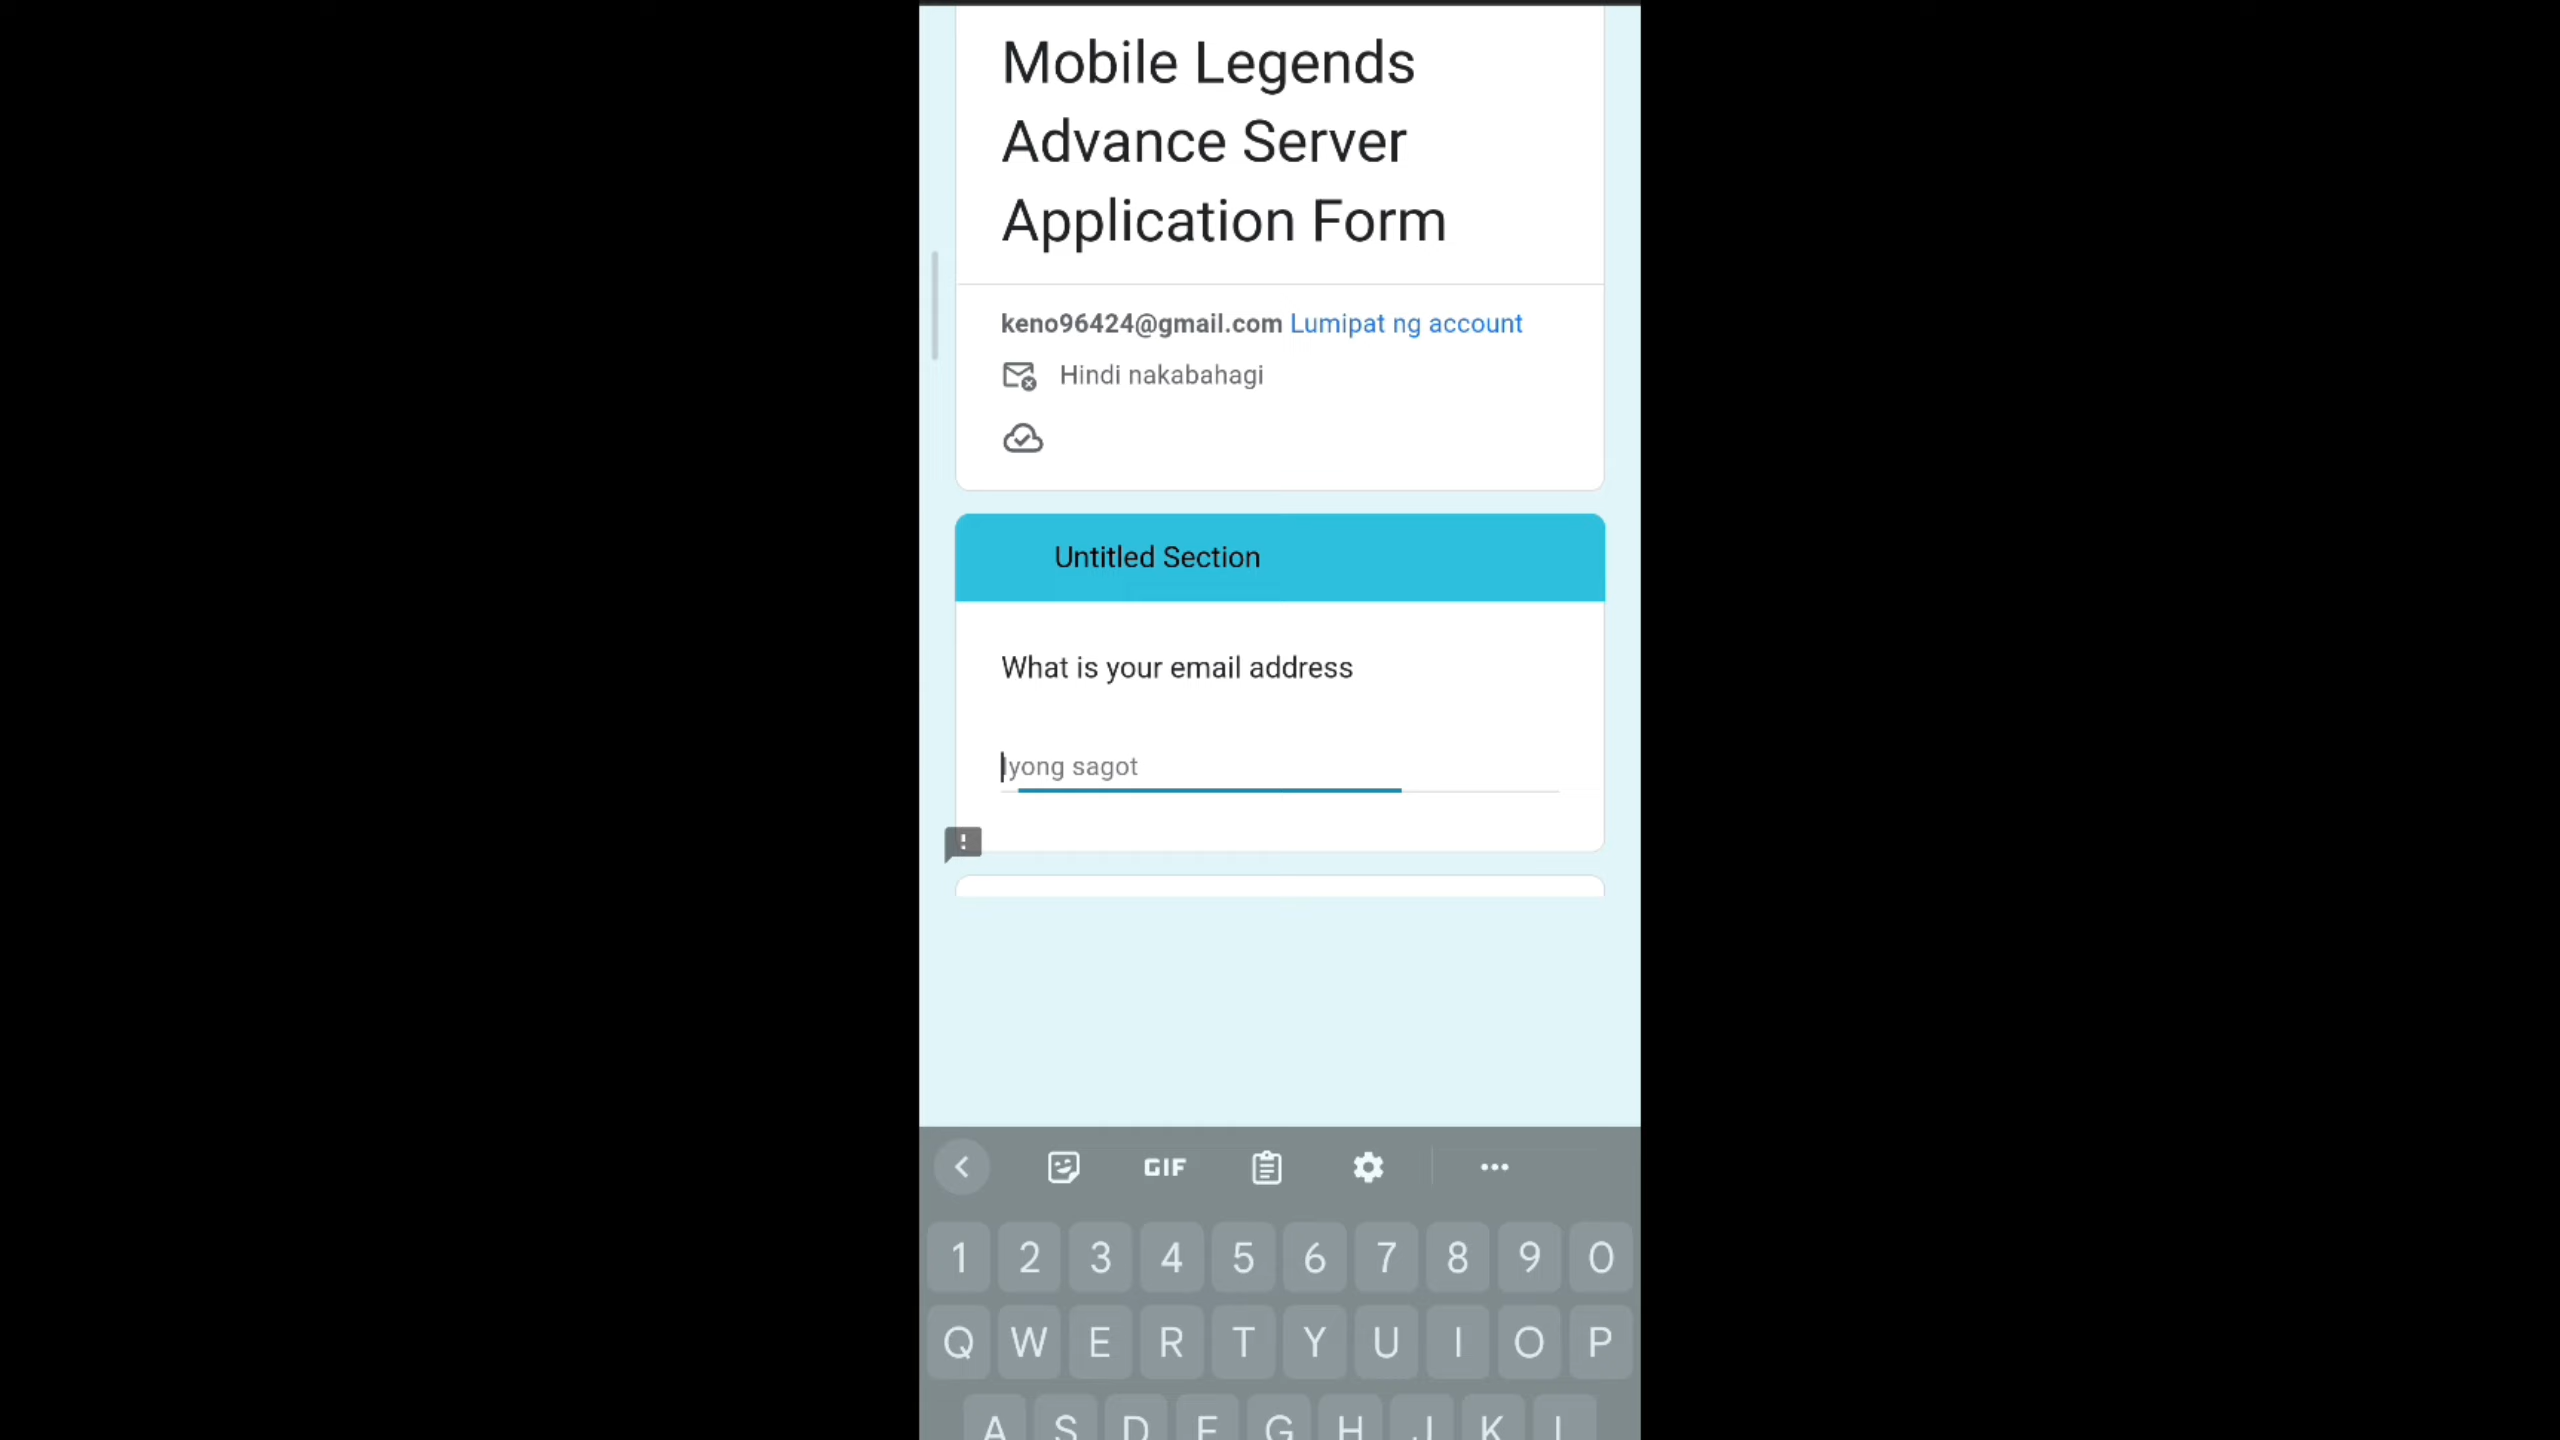 Mobile Legends
Advance Server
Application Form
keno96424@gmail.com Lumipat ng account
Hindi nakabahagi
Untitled Section
What is your email address
Iyong sagot
GIF
1 2 3 4 5 6 7 8 9 0
Q W E R T Y U I O P
A S D F G H J K L